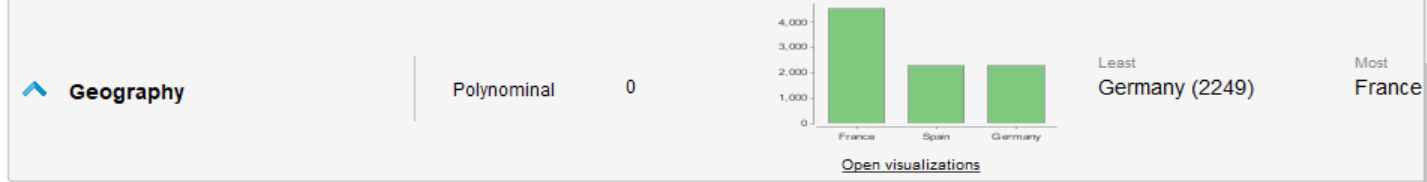 Geography
Polynominal
0
4,000
3,000
2,000
1,000
0
France
Spain
Germany
Open visualizations
Least
Germany (2249)
Most
France